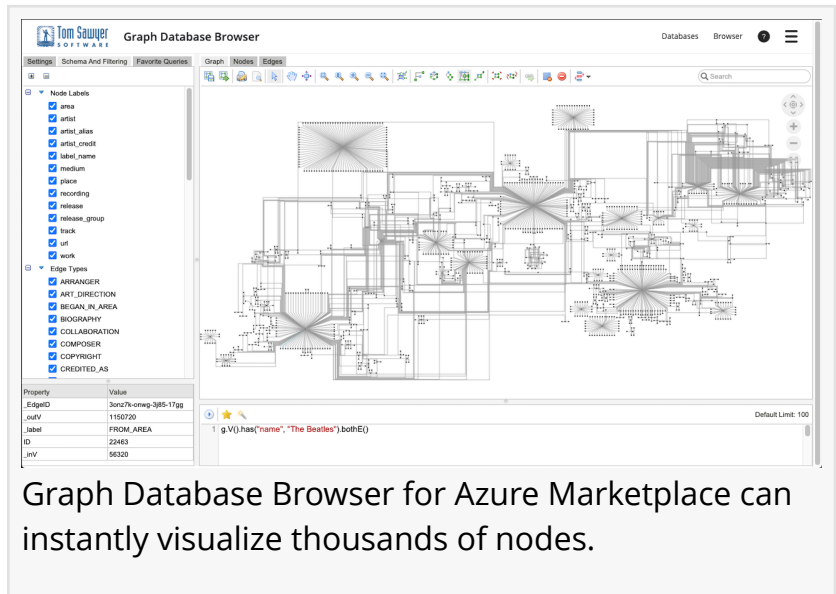 Tom Sawyer
SOFTWARE
Graph Database Browser
Databases Browser ?
Settings Schema And Filtering Favorite Queries
Graph Nodes Edges
Search
Node Labels
area
artist
artist_alias
artist_credit
label_name
medium
place
recording
release
release_group
track
url
work
Edge Types
ARRANGER
ART_DIRECTION
BEGAN_IN_AREA
BIOGRAPHY
COLLABORATION
COMPOSER
COPYRIGHT
CREDITED_AS
Property Value
_EdgeID 3onz7k-onwg-3j85-17gg
_outV 1150720
_label FROM_AREA
ID 22463
_inV 56320
Default Limit: 100
1 g.V().has("name", "The Beatles").bothE()
Graph Database Browser for Azure Marketplace can
instantly visualize thousands of nodes.